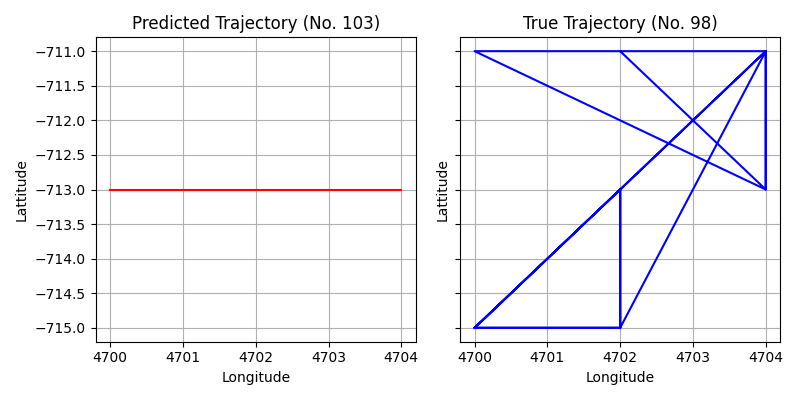 Predicted Trajectory (No. 103)
−711.0
−711.5
−712.0
−712.5
−713.0
−713.5
−714.0
−714.5
−715.0
Lattitude
4700 4701 4702 4703 4704
Longitude
True Trajectory (No. 98)
Lattitude
4700 4701 4702 4703 4704
Longitude